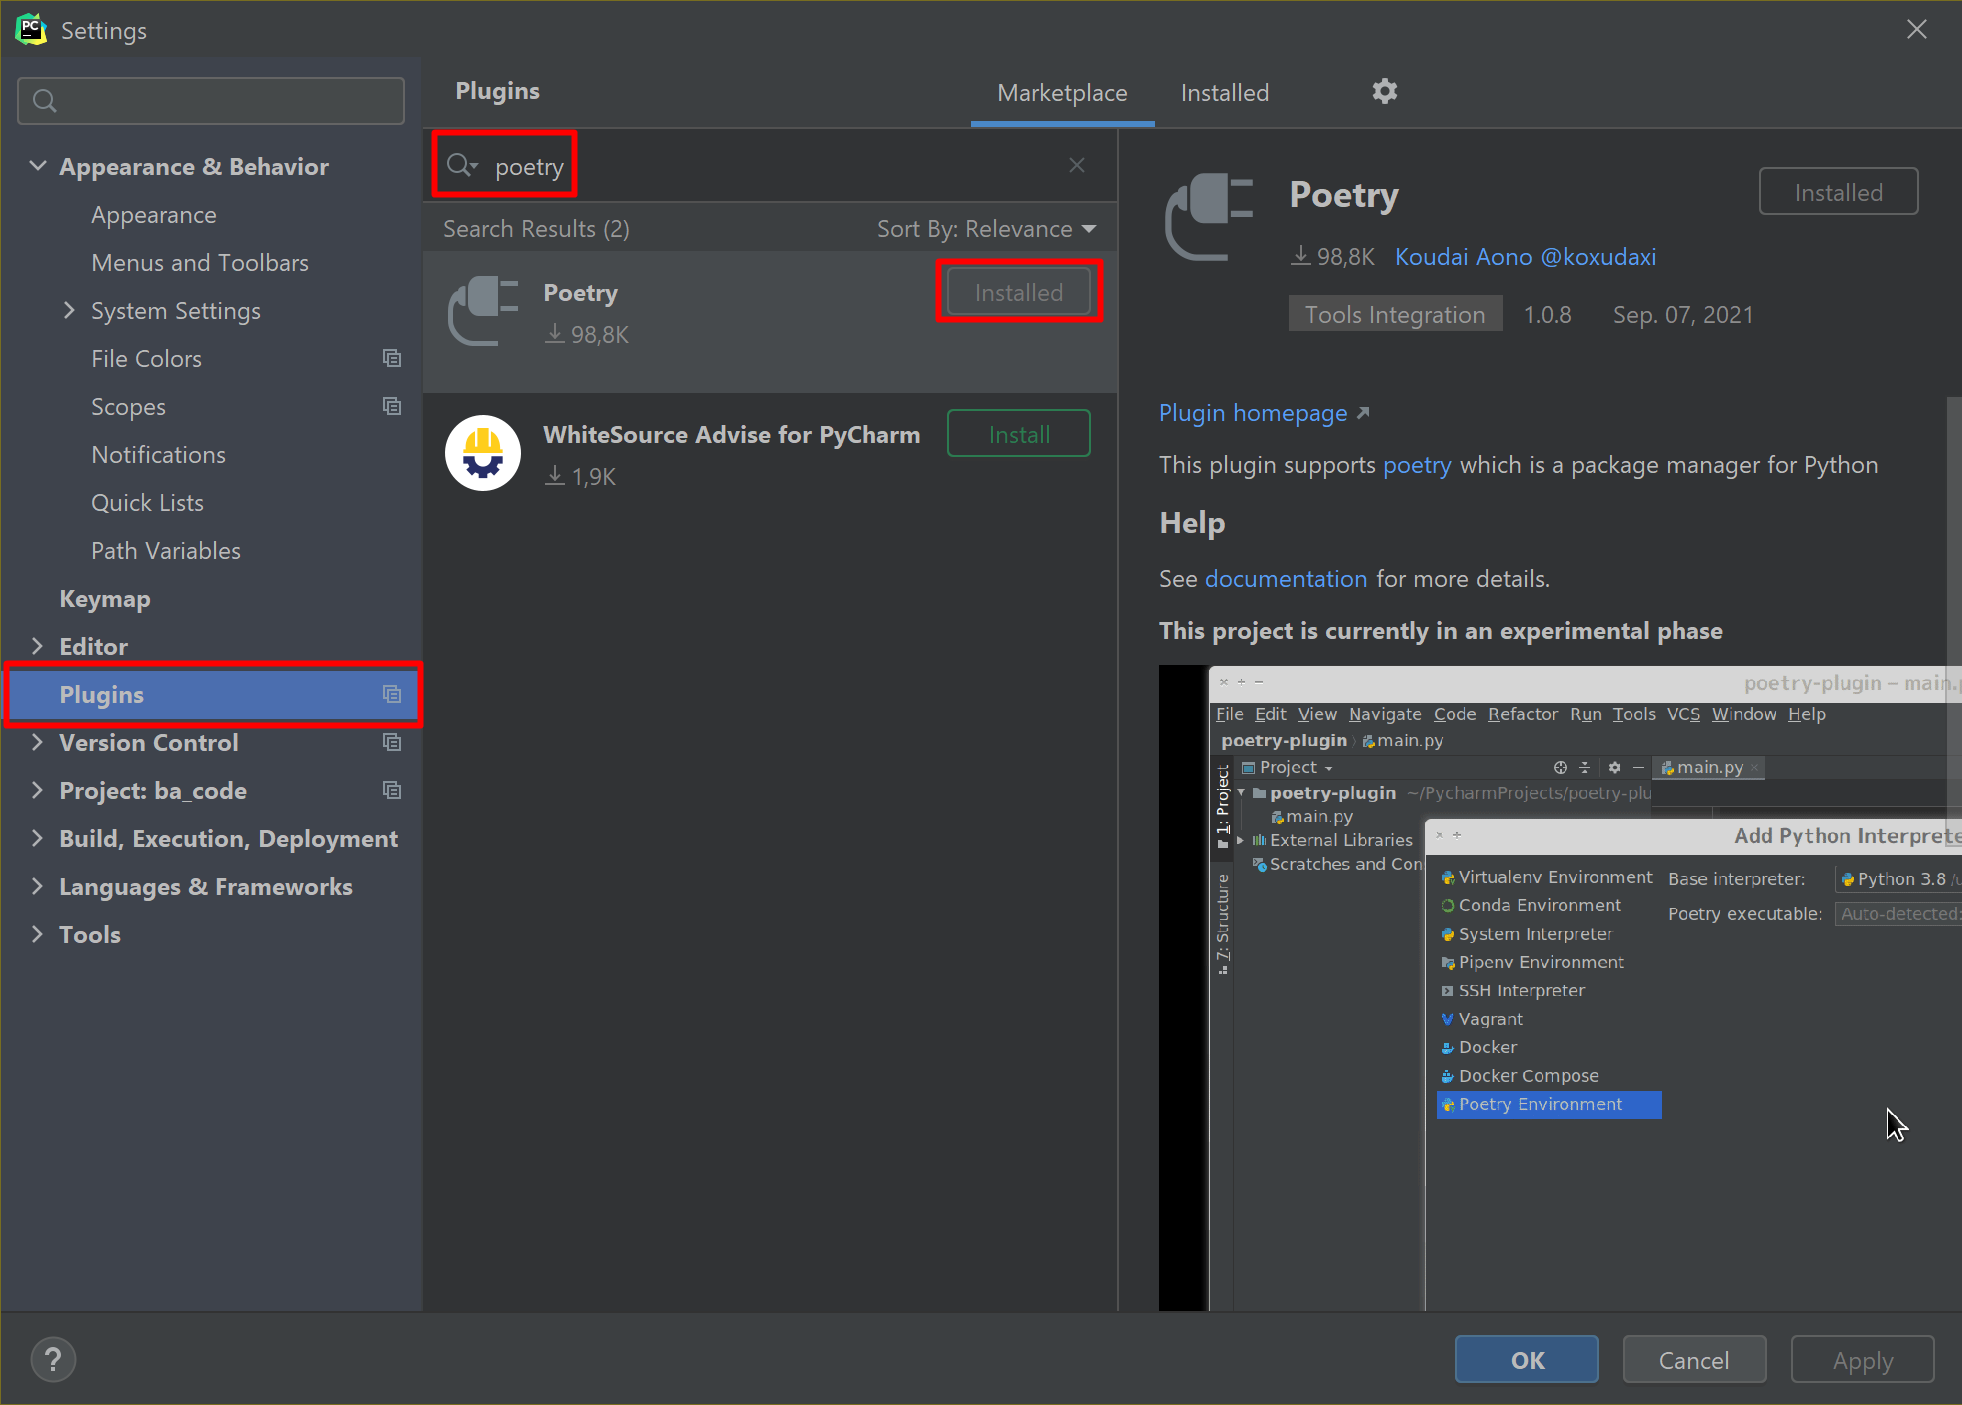 PC Settings
Appearance & Behavior
Appearance
Menus and Toolbars
System Settings
File Colors
Scopes
Notifications
Quick Lists
Path Variables
Keymap
Editor
Plugins
Version Control
Project: ba_code
Build, Execution, Deployment
Languages & Frameworks
Tools
Plugins
Marketplace Installed
poetry
Search Results (2) Sort By: Relevance
Poetry Installed
98,8K
WhiteSource Advise for PyCharm Install
1,9K
Poetry Installed
98,8K Koudai Aono @koxudaxi
Tools Integration 1.0.8 Sep. 07, 2021
Plugin homepage
This plugin supports poetry which is a package manager for Python
Help
See documentation for more details.
This project is currently in an experimental phase
poetry-plugin – main.p
File Edit View Navigate Code Refactor Run Tools VCS Window Help
poetry-plugin main.py
1: Project
7: Structure
Project main.py
poetry-plugin ~/PycharmProjects/poetry-plu
main.py
External Libraries
Scratches and Con
Add Python Interprete
Virtualenv Environment
Conda Environment
System Interpreter
Pipenv Environment
SSH Interpreter
Vagrant
Docker
Docker Compose
Poetry Environment
Base interpreter: Python 3.8
Poetry executable: Auto-detected:
? OK Cancel Apply